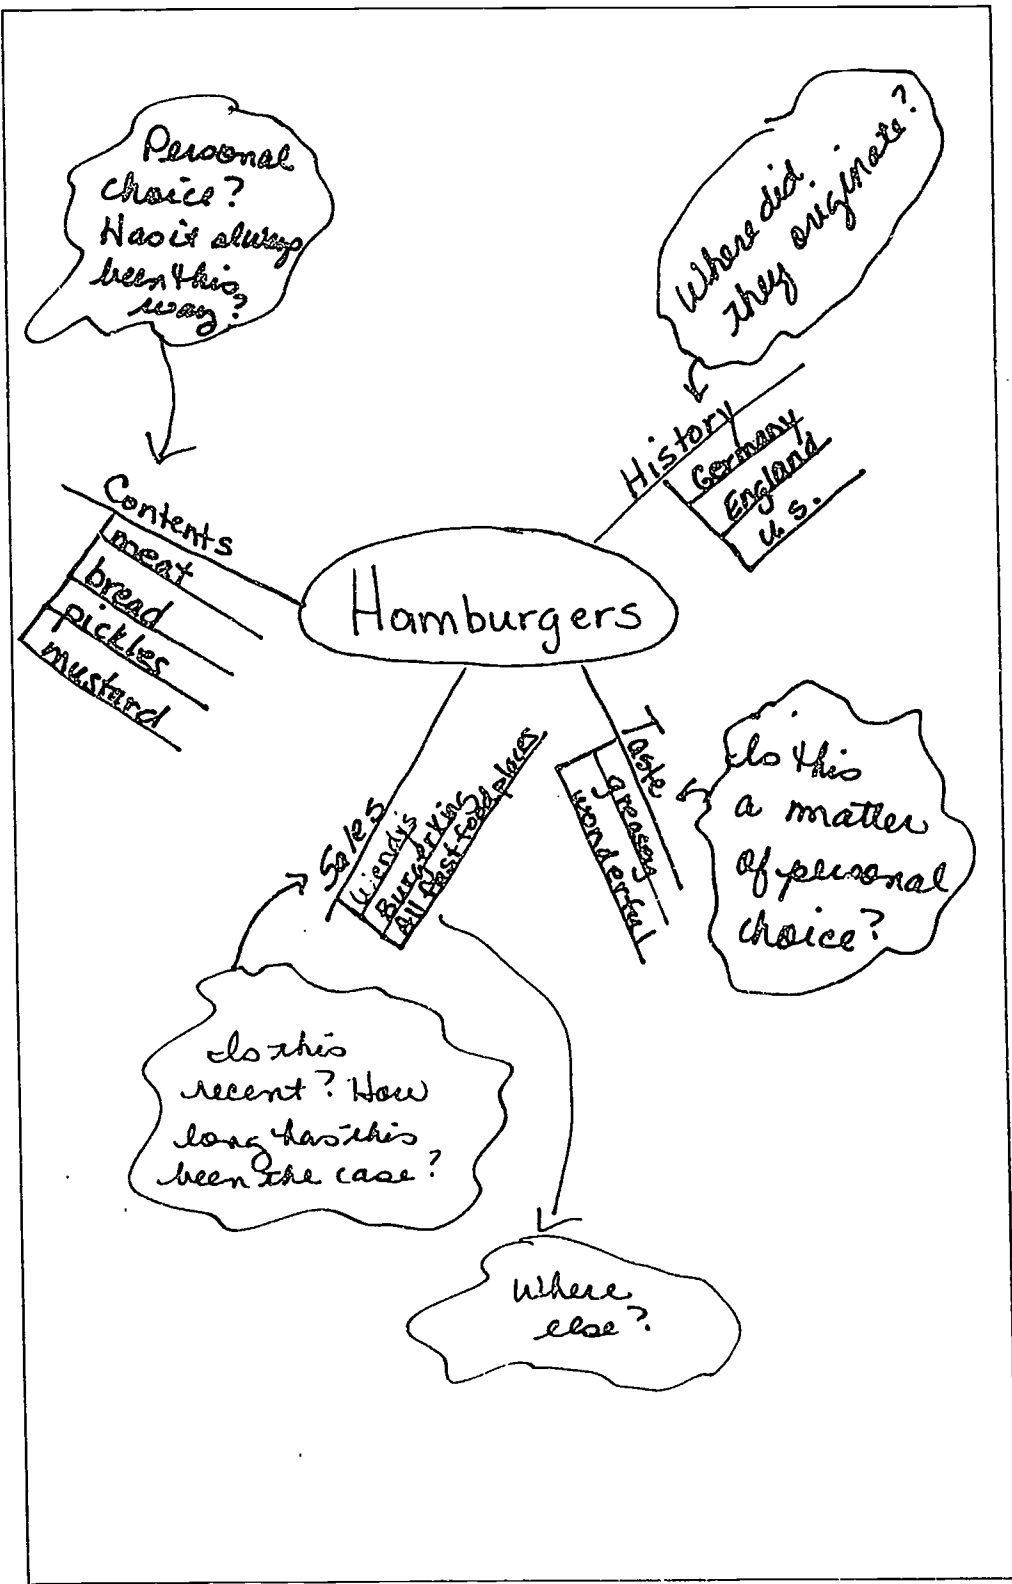 Personal
choice?
Has it always
been this
way?
Where did
they originate?
History
Germany
England
U.S.
Contents
meat
bread
pickles
mustard
Hamburgers
Sales
Wendy's
Burger King
All fast food places
Taste
greasey
wonderful
Is this
a matter
of personal
choice?
Is this
recent? How
long has this
been the case?
Where
else?